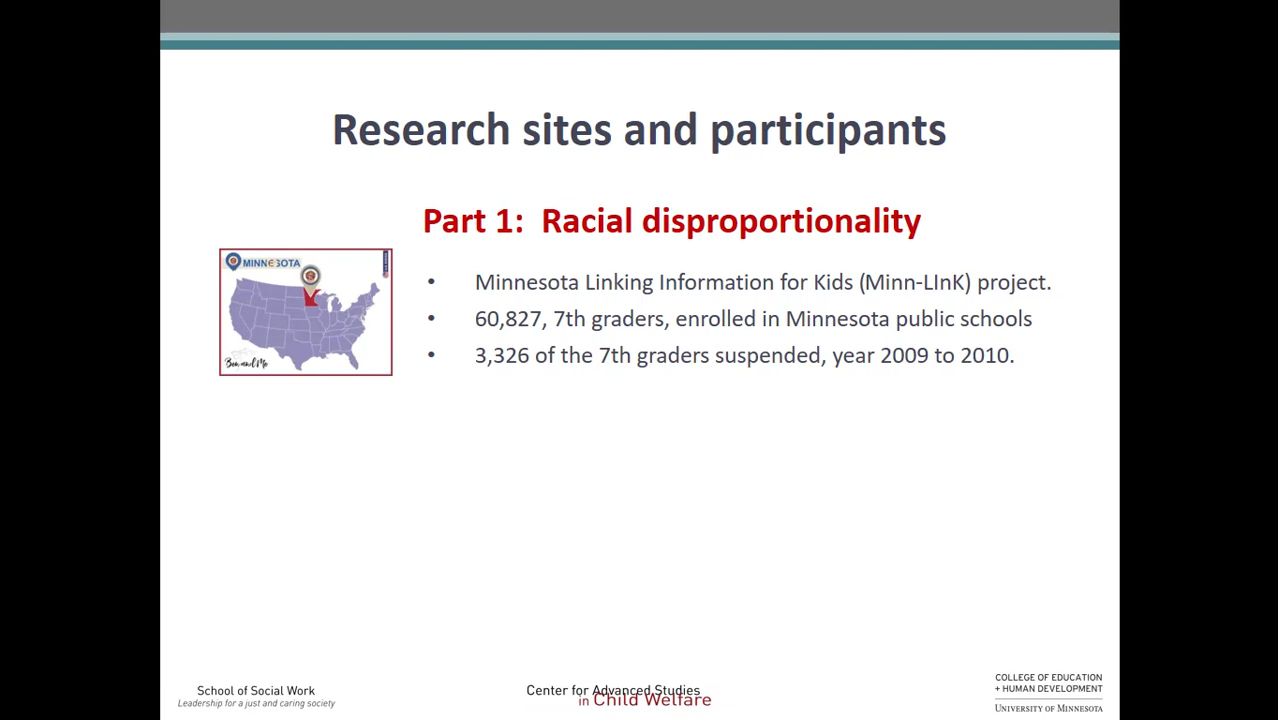 Research sites and participants
Part 1: Racial disproportionality
MINNESOTA
• Minnesota Linking Information for Kids (Minn-LInK) project.
• 60,827, 7th graders, enrolled in Minnesota public schools
• 3,326 of the 7th graders suspended, year 2009 to 2010.
Ben and Me
School of Social Work
Leadership for a just and caring society
Center for Advanced Studies
in Child Welfare
COLLEGE OF EDUCATION
+ HUMAN DEVELOPMENT
UNIVERSITY OF MINNESOTA